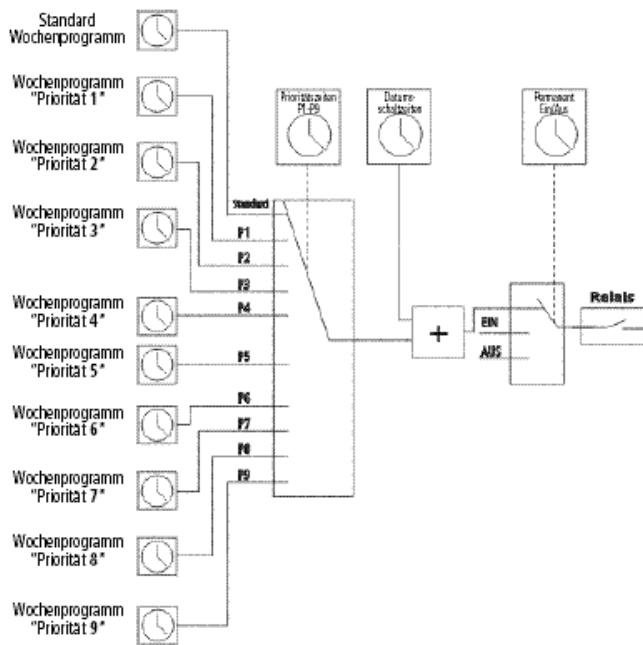 Standard
Wochenprogramm
Wochenprogramm
"Priorität 1"
Wochenprogramm
"Priorität 2"
Wochenprogramm
"Priorität 3"
Wochenprogramm
"Priorität 4"
Wochenprogramm
"Priorität 5"
Wochenprogramm
"Priorität 6"
Wochenprogramm
"Priorität 7"
Wochenprogramm
"Priorität 8"
Wochenprogramm
"Priorität 9"
Prioritätszeiten
P1-P9
Datums-
schaltzeiten
Permanent
Ein/Aus
Standard
P1
P2
P3
P4
P5
P6
P7
P8
P9
+
EIN
AUS
Relais